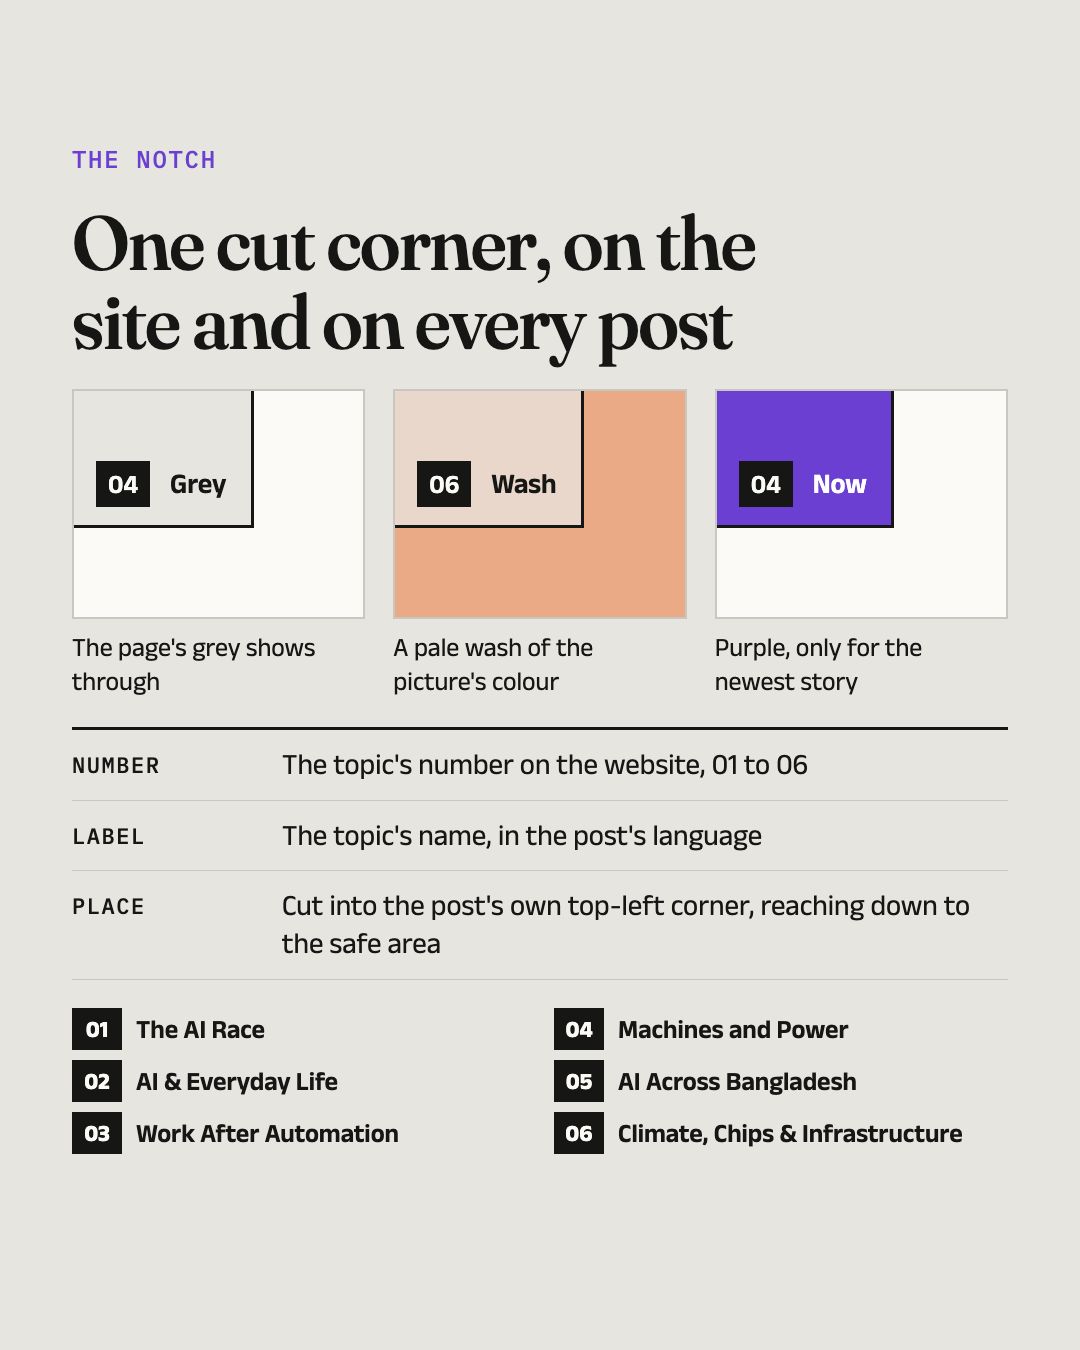 THE NOTCH
One cut corner, on the
site and on every post
04 Grey
06 Wash
04 Now
The page's grey shows
through
A pale wash of the
picture's colour
Purple, only for the
newest story
NUMBER The topic's number on the website, 01 to 06
LABEL The topic's name, in the post's language
PLACE Cut into the post's own top-left corner, reaching down to
the safe area
01 The AI Race
02 AI & Everyday Life
03 Work After Automation
04 Machines and Power
05 AI Across Bangladesh
06 Climate, Chips & Infrastructure